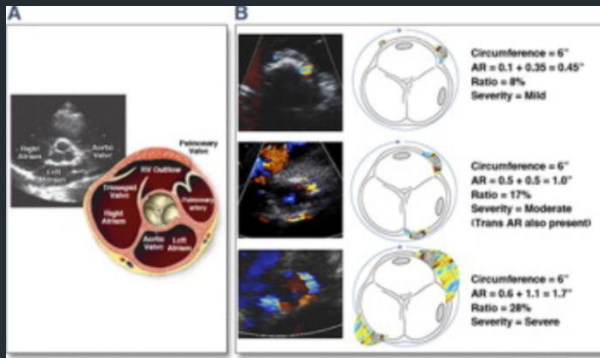 A
B
Right
Atrium
Aortic
Valve
Left
Atrium
Pulmonary
Valve
RV Outflow
Tricuspid
Valve
Pulmonary
artery
Right
Atrium
Aortic
Valve
Left
Atrium
Circumference = 6"
AR = 0.1 + 0.35 = 0.45"
Ratio = 8%
Severity = Mild
Circumference = 6"
AR = 0.5 + 0.5 = 1.0"
Ratio = 17%
Severity = Moderate
(Trans AR also present)
Circumference = 6"
AR = 0.6 + 1.1 = 1.7"
Ratio = 28%
Severity = Severe